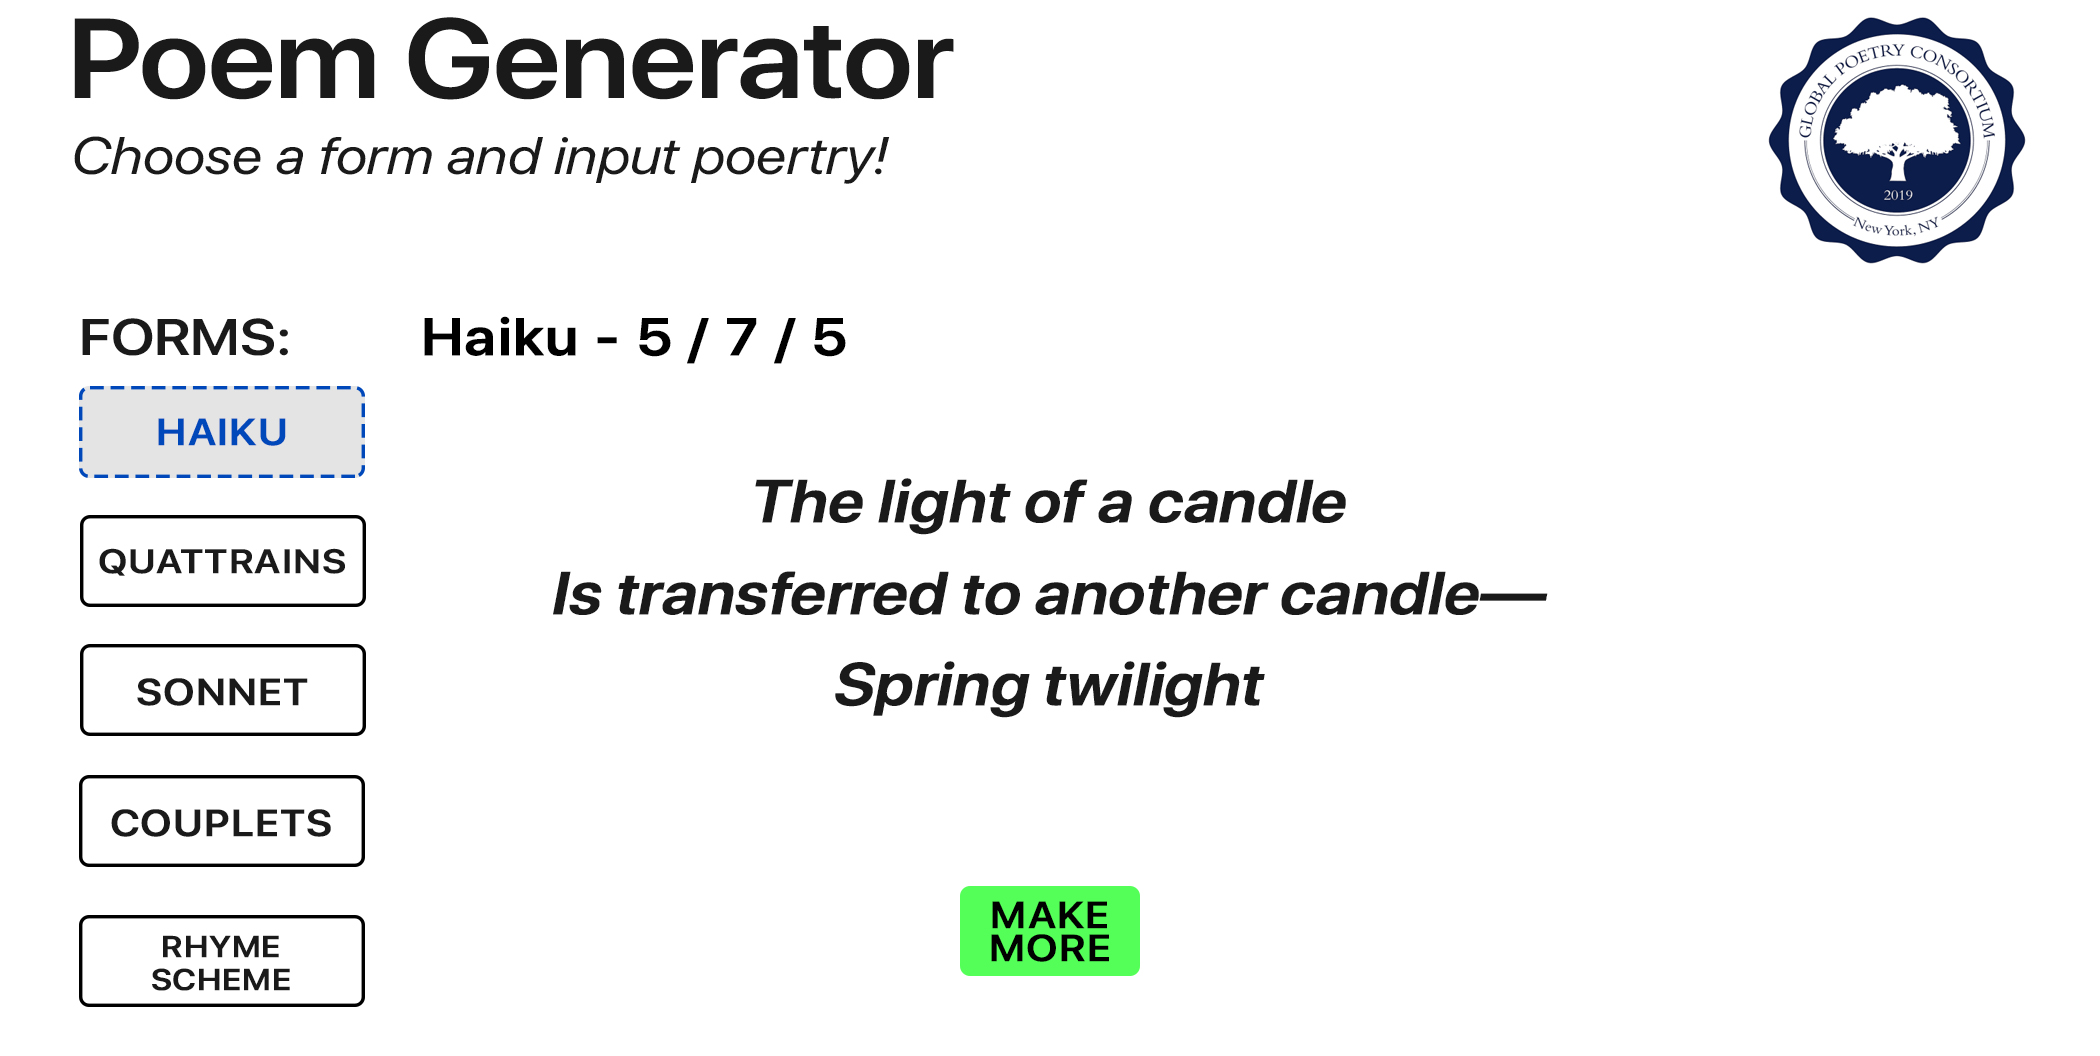 Poem Generator
Choose a form and input poertry!
GLOBAL POETRY CONSORTIUM
2019
New York, NY
FORMS:
Haiku - 5 / 7 / 5
HAIKU
QUATTRAINS
SONNET
COUPLETS
RHYME
SCHEME
The light of a candle
Is transferred to another candle—
Spring twilight
MAKE
MORE